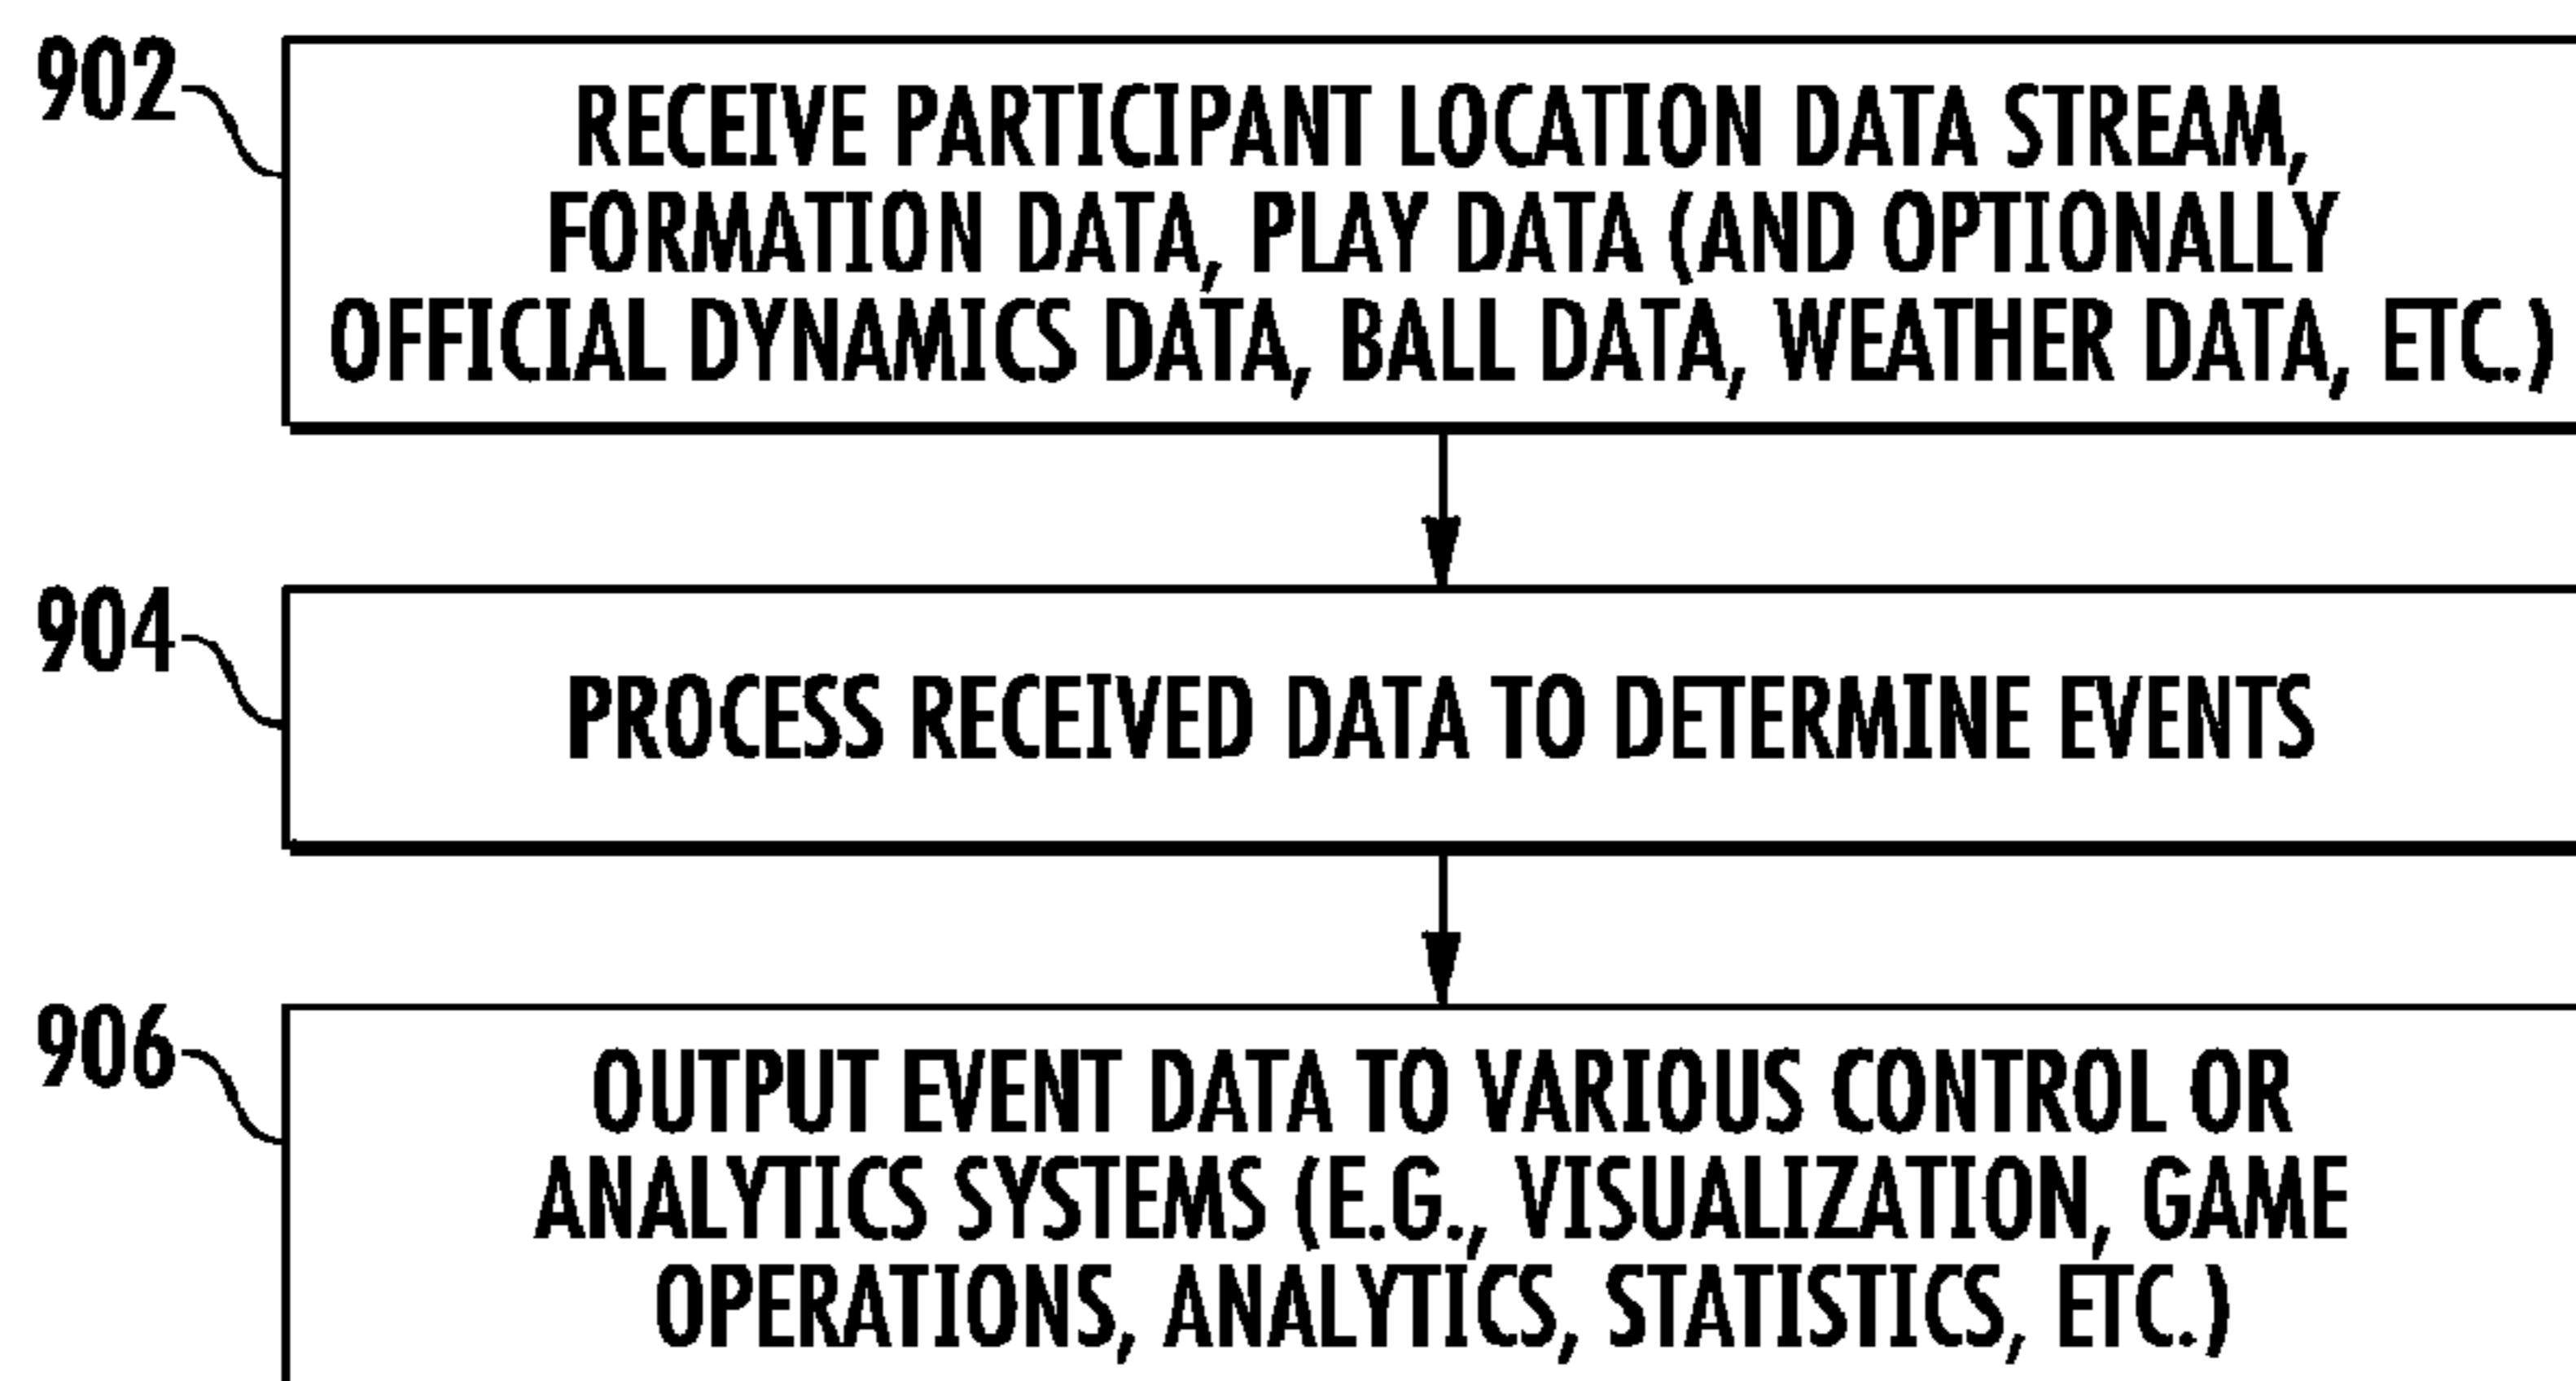 902
RECEIVE PARTICIPANT LOCATION DATA STREAM,
FORMATION DATA, PLAY DATA (AND OPTIONALLY
OFFICIAL DYNAMICS DATA, BALL DATA, WEATHER DATA, ETC.)
904
PROCESS RECEIVED DATA TO DETERMINE EVENTS
906
OUTPUT EVENT DATA TO VARIOUS CONTROL OR
ANALYTICS SYSTEMS (E.G., VISUALIZATION, GAME
OPERATIONS, ANALYTICS, STATISTICS, ETC.)